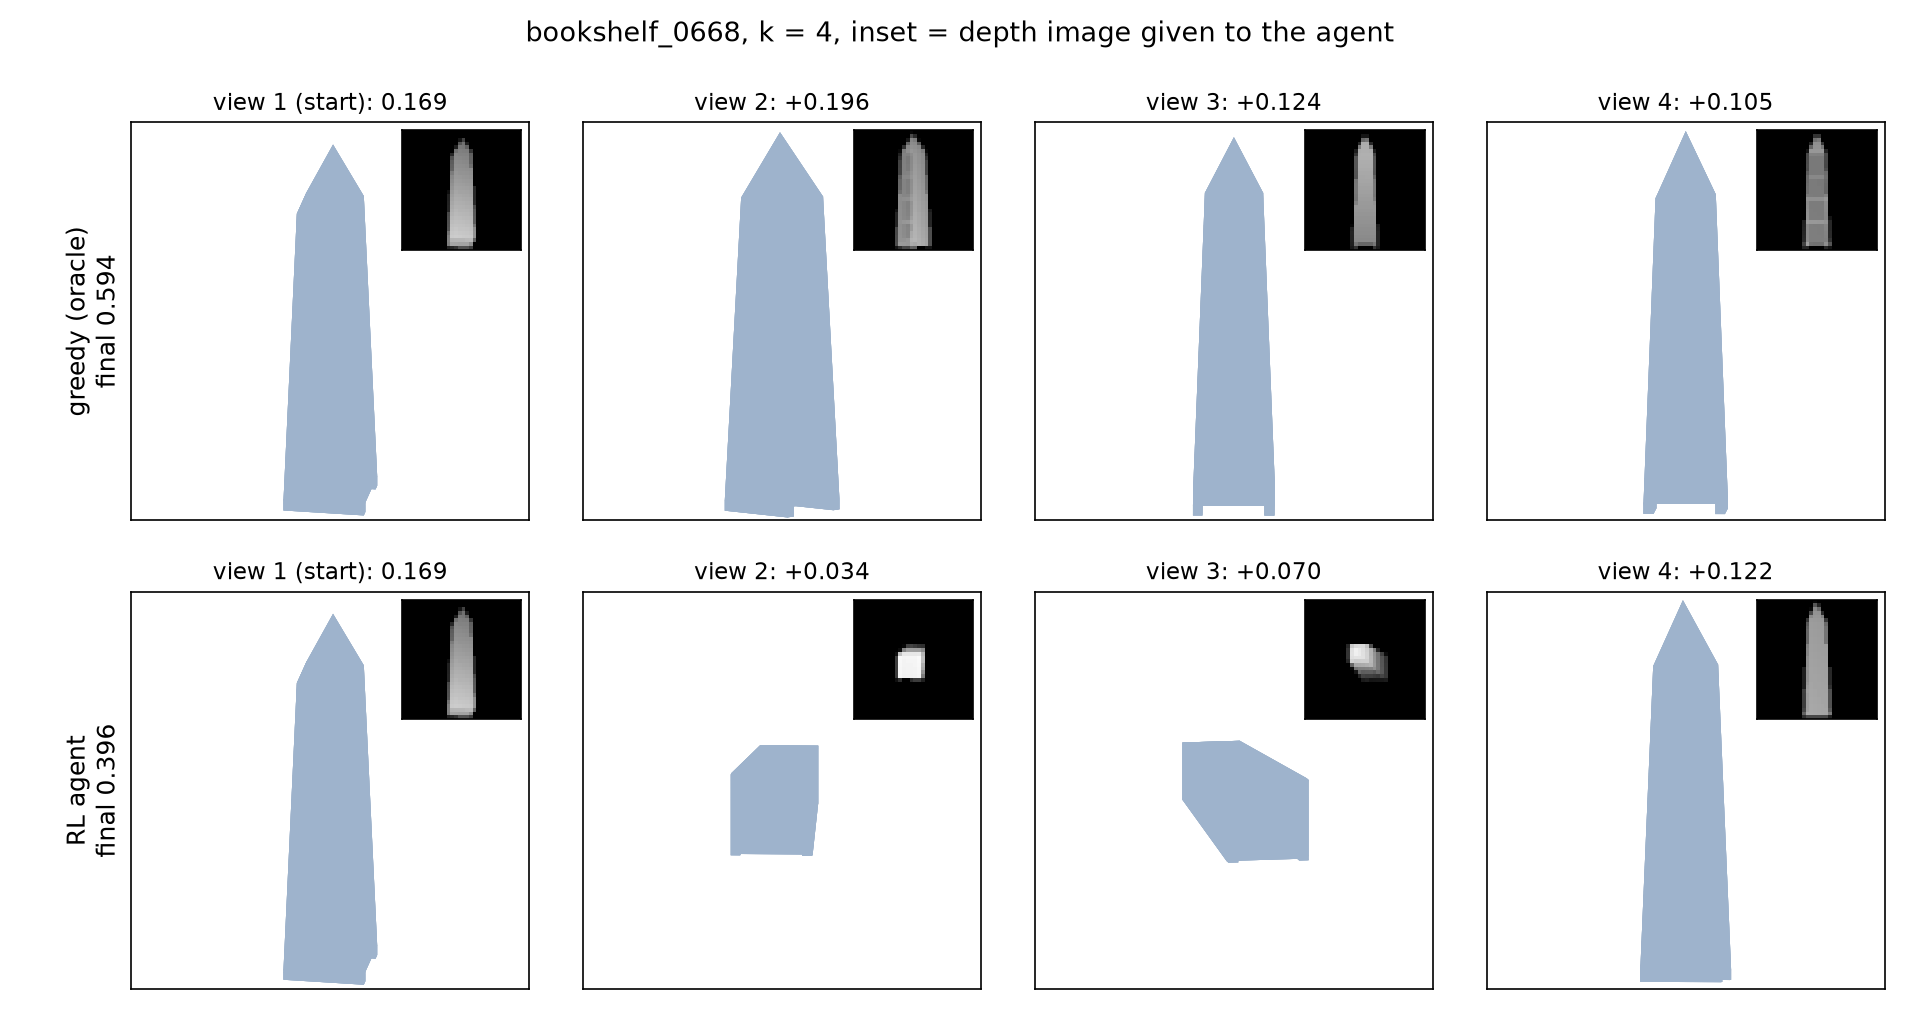 bookshelf_0668, k = 4, inset = depth image given to the agent
view 1 (start): 0.169
view 2: +0.196
view 3: +0.124
view 4: +0.105
greedy (oracle)
final 0.594
view 1 (start): 0.169
view 2: +0.034
view 3: +0.070
view 4: +0.122
RL agent
final 0.396